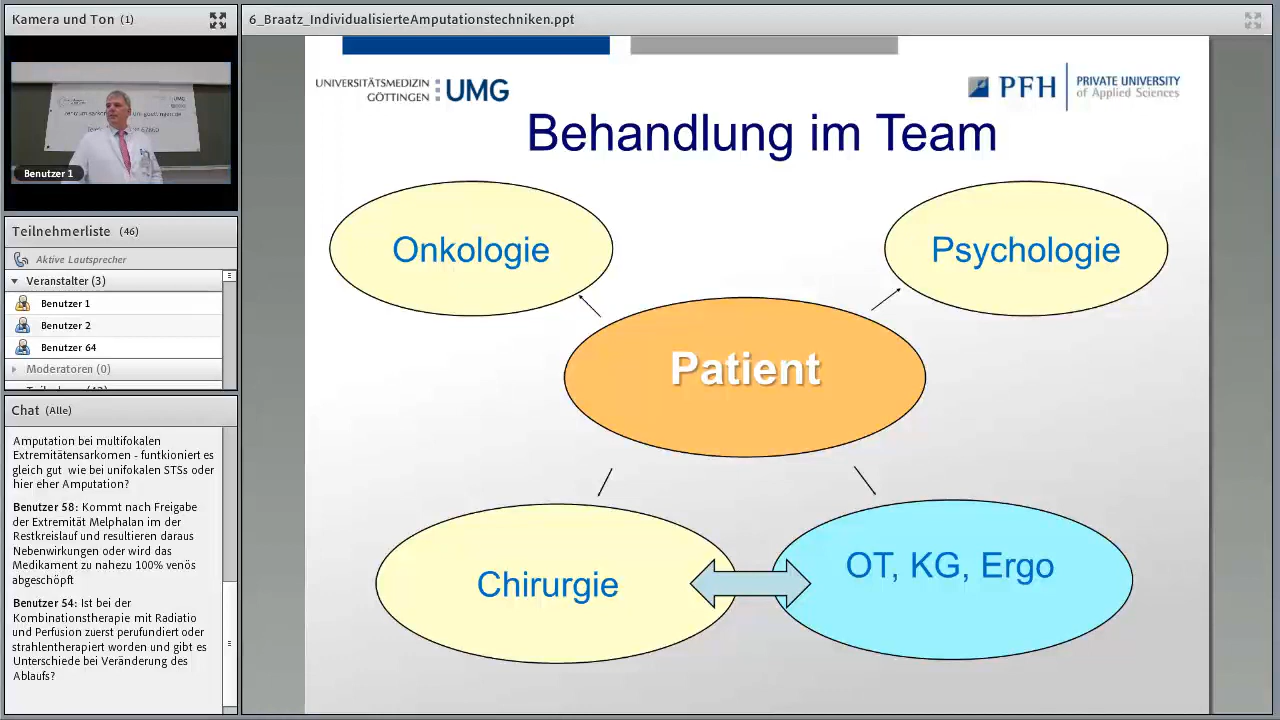 Kamera und Ton (1)
Benutzer 1
Teilnehmerliste (46)
Aktive Lautsprecher
Veranstalter (3)
Benutzer 1
Benutzer 2
Benutzer 64
Moderatoren (0)
Chat (Alle)
Amputation bei multifokalen
Extremitätensarkomen - funtkioniert es
gleich gut wie bei unifokalen STSs oder
hier eher Amputation?
Benutzer 58: Kommt nach Freigabe
der Extremität Melphalan im der
Restkreislauf und resultieren daraus
Nebenwirkungen oder wird das
Medikament zu nahezu 100% venös
abgeschöpft
Benutzer 54: Ist bei der
Kombinationstherapie mit Radiatio
und Perfusion zuerst perufundiert oder
strahlentherapiert worden und gibt es
Unterschiede bei Veränderung des
Ablaufs?
6_Braatz_IndividualisierteAmputationstechniken.ppt
UNIVERSITÄTSMEDIZIN
GÖTTINGEN
UMG
PFH
PRIVATE UNIVERSITY
of Applied Sciences
Behandlung im Team
Onkologie
Psychologie
Patient
Chirurgie
OT, KG, Ergo